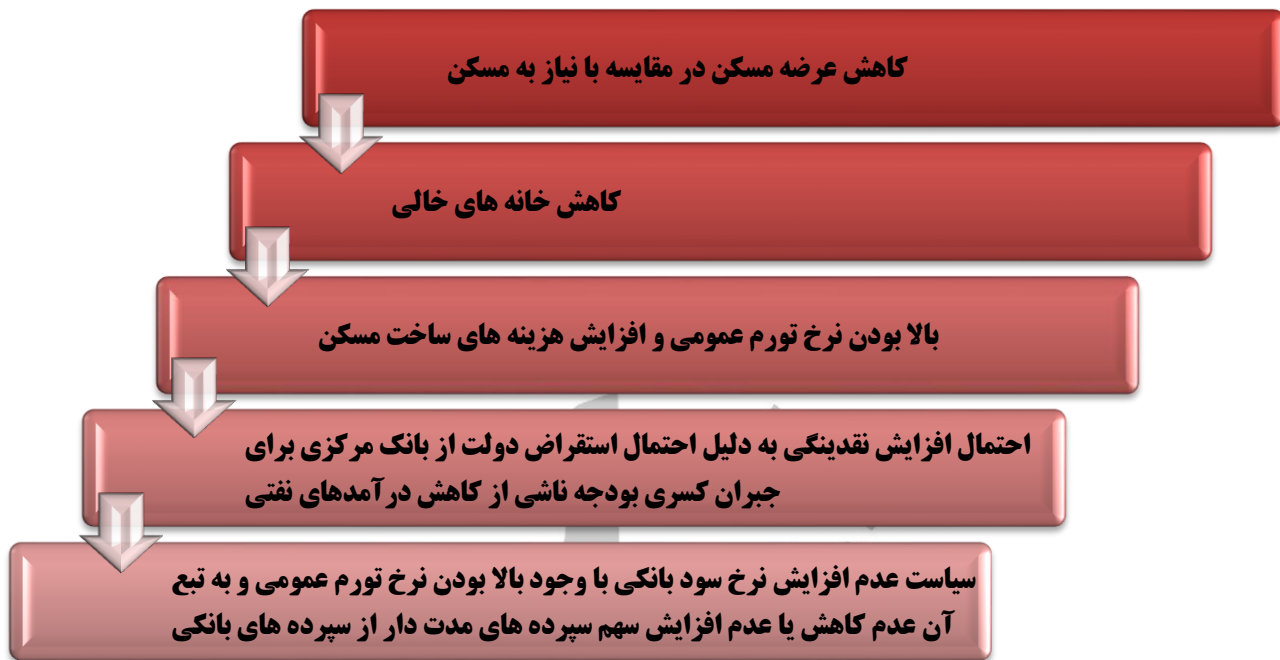 کاهش عرضه مسکن در مقایسه با نیاز به مسکن
کاهش خانه های خالی
بالا بودن نرخ تورم عمومی و افزایش هزینه های ساخت مسکن
احتمال افزایش نقدینگی به دلیل احتمال استقراض دولت از بانک مرکزی برای
جبران کسری بودجه ناشی از کاهش درآمدهای نفتی
سیاست عدم افزایش نرخ سود بانکی با وجود بالا بودن نرخ تورم عمومی و به تبع
آن عدم کاهش یا عدم افزایش سهم سپرده های مدت دار از سپرده های بانکی